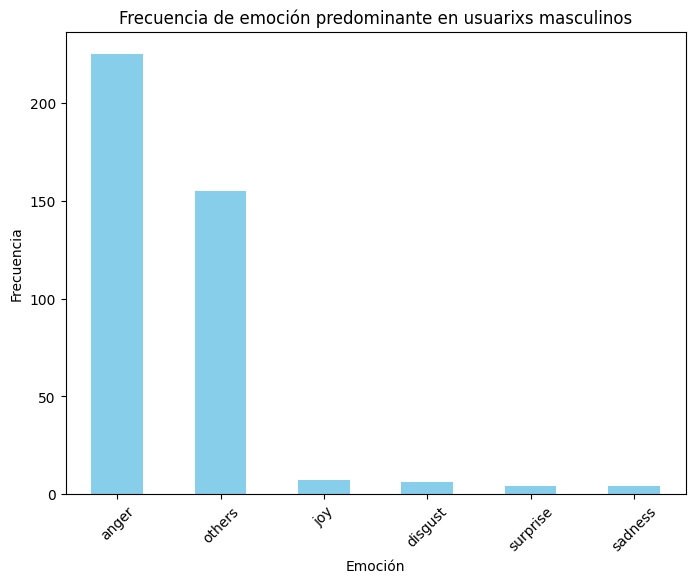 Frecuencia de emoción predominante en usuarixs masculinos
Frecuencia
200
150
100
50
0
anger
others
joy
disgust
surprise
sadness
Emoción